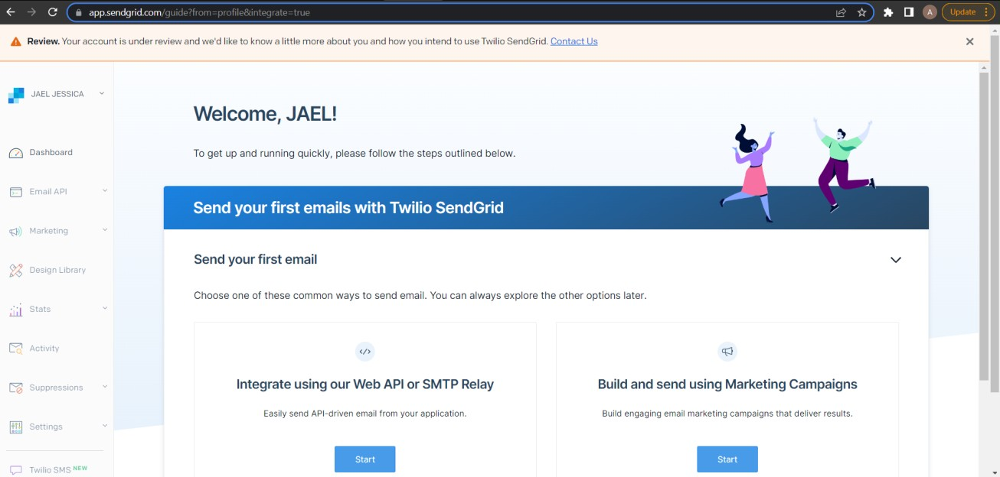 app.sendgrid.com/guide?from=profile&integrate=true
A
Update
Review. Your account is under review and we'd like to know a little more about you and how you intend to use Twilio SendGrid. Contact Us
JAEL JESSICA
Dashboard
Email API
Marketing
Design Library
Stats
Activity
Suppressions
Settings
Twilio SMS NEW
Welcome, JAEL!
To get up and running quickly, please follow the steps outlined below.
Send your first emails with Twilio SendGrid
Send your first email
Choose one of these common ways to send email. You can always explore the other options later.
Integrate using our Web API or SMTP Relay
Easily send API-driven email from your application.
Start
Build and send using Marketing Campaigns
Build engaging email marketing campaigns that deliver results.
Start